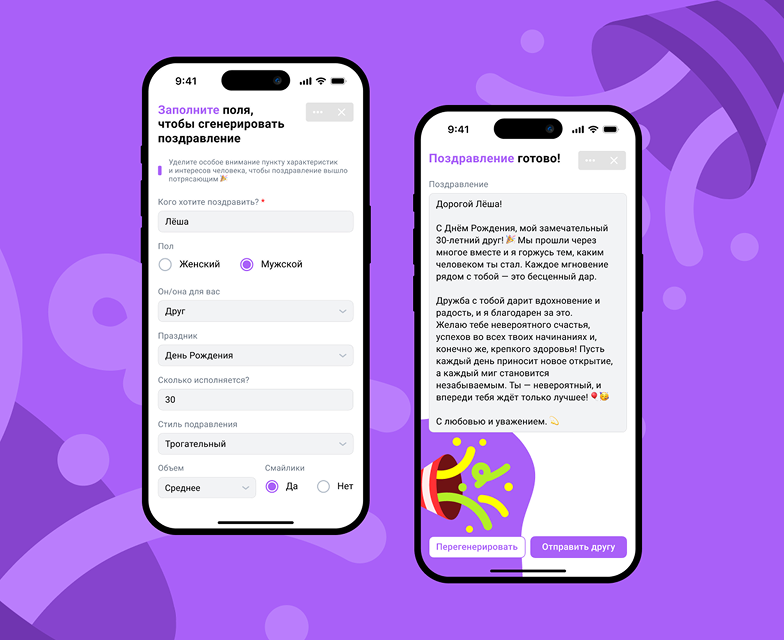 9:41
Заполните поля,
чтобы сгенерировать
поздравление
Уделите особое внимание пункту характеристик
и интересов человека, чтобы поздравление вышло
потрясающим 🎉
Кого хотите поздравить? *
Лёша
Пол
Женский
Мужской
Он/она для вас
Друг
Праздник
День Рождения
Сколько исполняется?
30
Стиль подравления
Трогательный
Объем
Смайлики
Среднее
Да
Нет
9:41
Поздравление готово!
Поздравление
Дорогой Лёша!
С Днём Рождения, мой замечательный
30-летний друг! 🎉 Мы прошли через
многое вместе и я горжусь тем, каким
человеком ты стал. Каждое мгновение
рядом с тобой — это бесценный дар.
Дружба с тобой дарит вдохновение и
радость, и я благодарен за это.
Желаю тебе невероятного счастья,
успехов во всех твоих начинаниях и,
конечно же, крепкого здоровья! Пусть
каждый день приносит новое открытие,
а каждый миг становится
незабываемым. Ты — невероятный, и
впереди тебя ждёт только лучшее! 🎈🥳
С любовью и уважением. 💫
Перегенерировать
Отправить другу